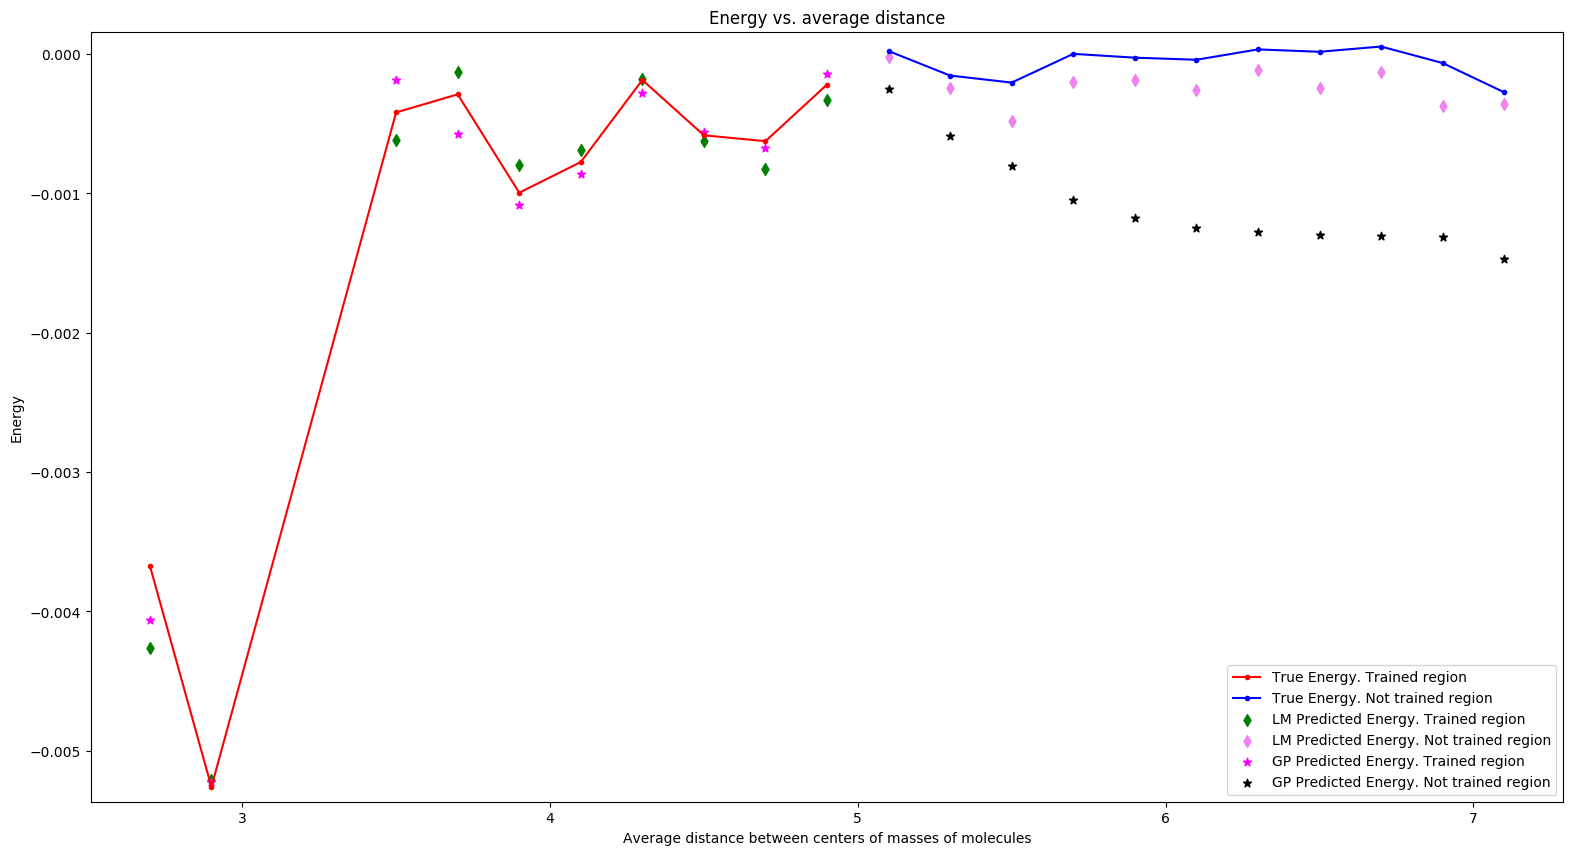 Energy vs. average distance
0.000
−0.001
−0.002
−0.003
−0.004
−0.005
Energy
3
4
5
6
7
Average distance between centers of masses of molecules
True Energy. Trained region
True Energy. Not trained region
LM Predicted Energy. Trained region
LM Predicted Energy. Not trained region
GP Predicted Energy. Trained region
GP Predicted Energy. Not trained region